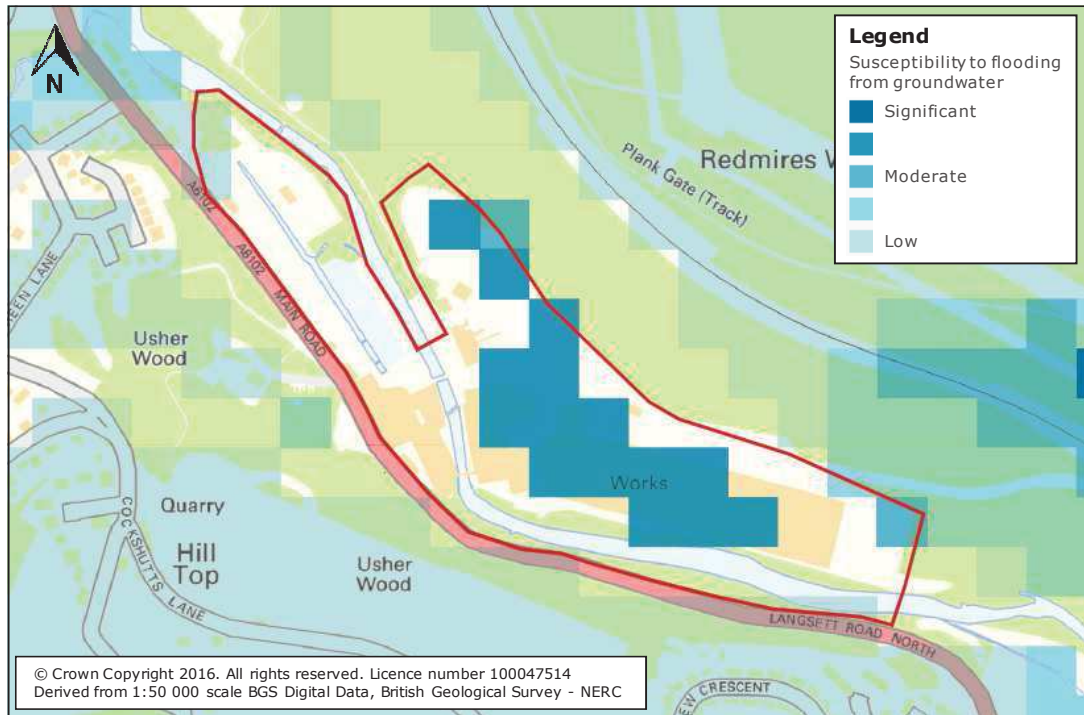 N
Legend
Susceptibility to flooding
from groundwater
Significant
Moderate
Low
Redmires
Plank Gate (Track)
A6102
A6102
MAIN ROAD
LANE
Usher
Wood
Works
Quarry
Hill
Top
COCKSHUTTS LANE
Usher
Wood
LANGSETT ROAD NORTH
CRESCENT
© Crown Copyright 2016. All rights reserved. Licence number 100047514
Derived from 1:50 000 scale BGS Digital Data, British Geological Survey - NERC